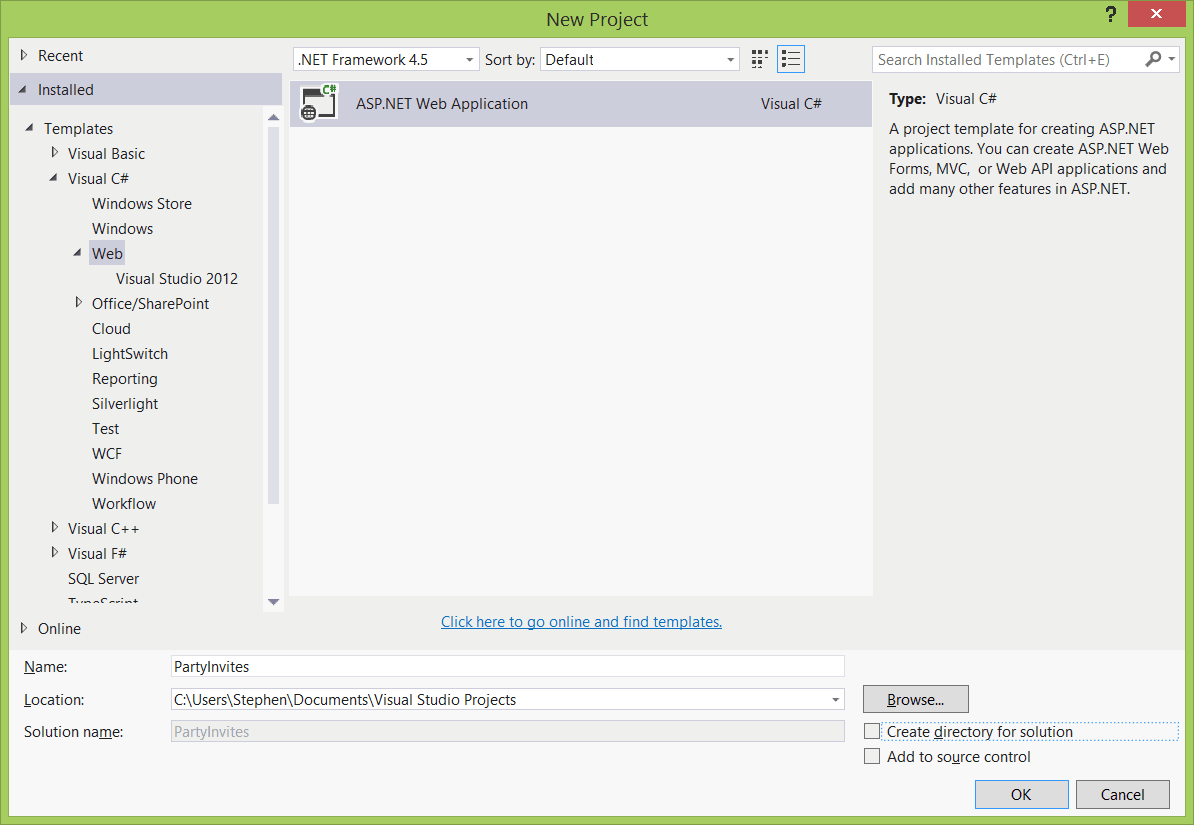 New Project
?
Recent
Installed
Templates
Visual Basic
Visual C#
Windows Store
Windows
Web
Visual Studio 2012
Office/SharePoint
Cloud
LightSwitch
Reporting
Silverlight
Test
WCF
Windows Phone
Workflow
Visual C++
Visual F#
SQL Server
TypeScript
Online
.NET Framework 4.5 Sort by: Default
C# ASP.NET Web Application Visual C#
Click here to go online and find templates.
Search Installed Templates (Ctrl+E)
Type: Visual C#
A project template for creating ASP.NET
applications. You can create ASP.NET Web
Forms, MVC, or Web API applications and
add many other features in ASP.NET.
Name: PartyInvites
Location: C:\Users\Stephen\Documents\Visual Studio Projects Browse...
Solution name: PartyInvites Create directory for solution
Add to source control
OK Cancel